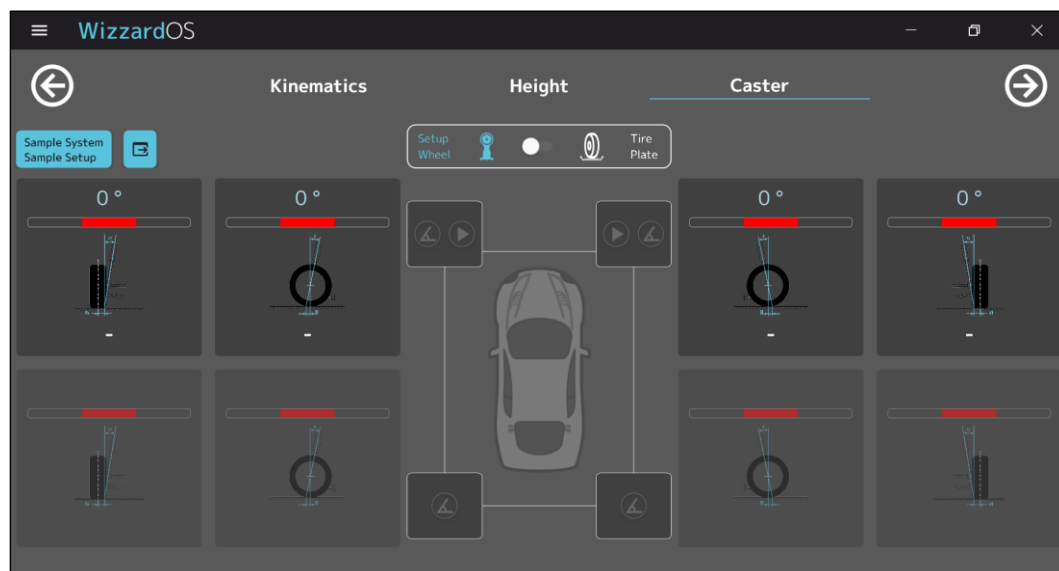 WizzardOS
Kinematics
Height
Caster
Sample System
Sample Setup
Setup
Wheel
Tire
Plate
0 °
0 °
0 °
0 °
-
-
-
-